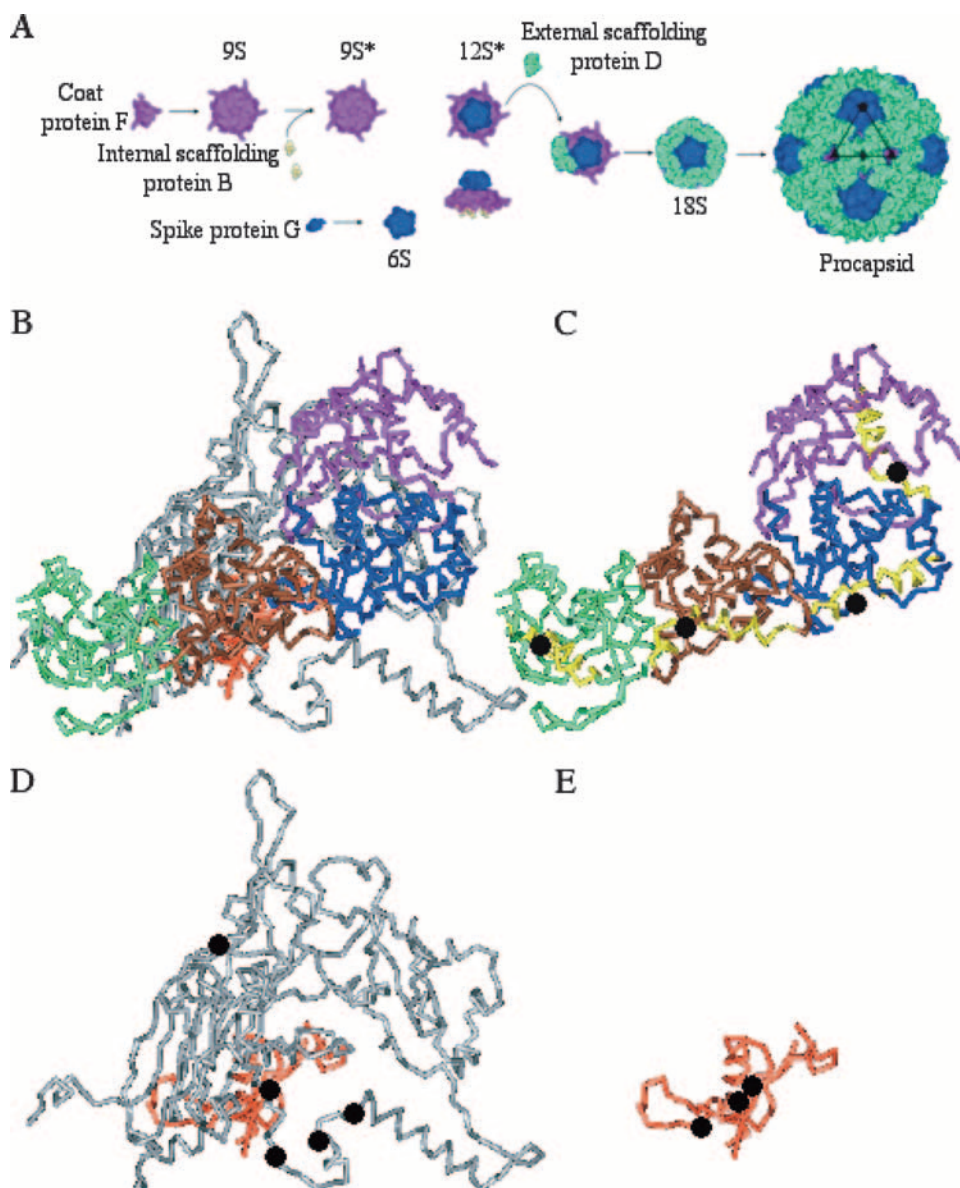 A
9S
9S*
12S*
External scaffolding
protein D
Coat
protein F
Internal scaffolding
protein B
Spike protein G
6S
18S
Procapsid
B
C
D
E